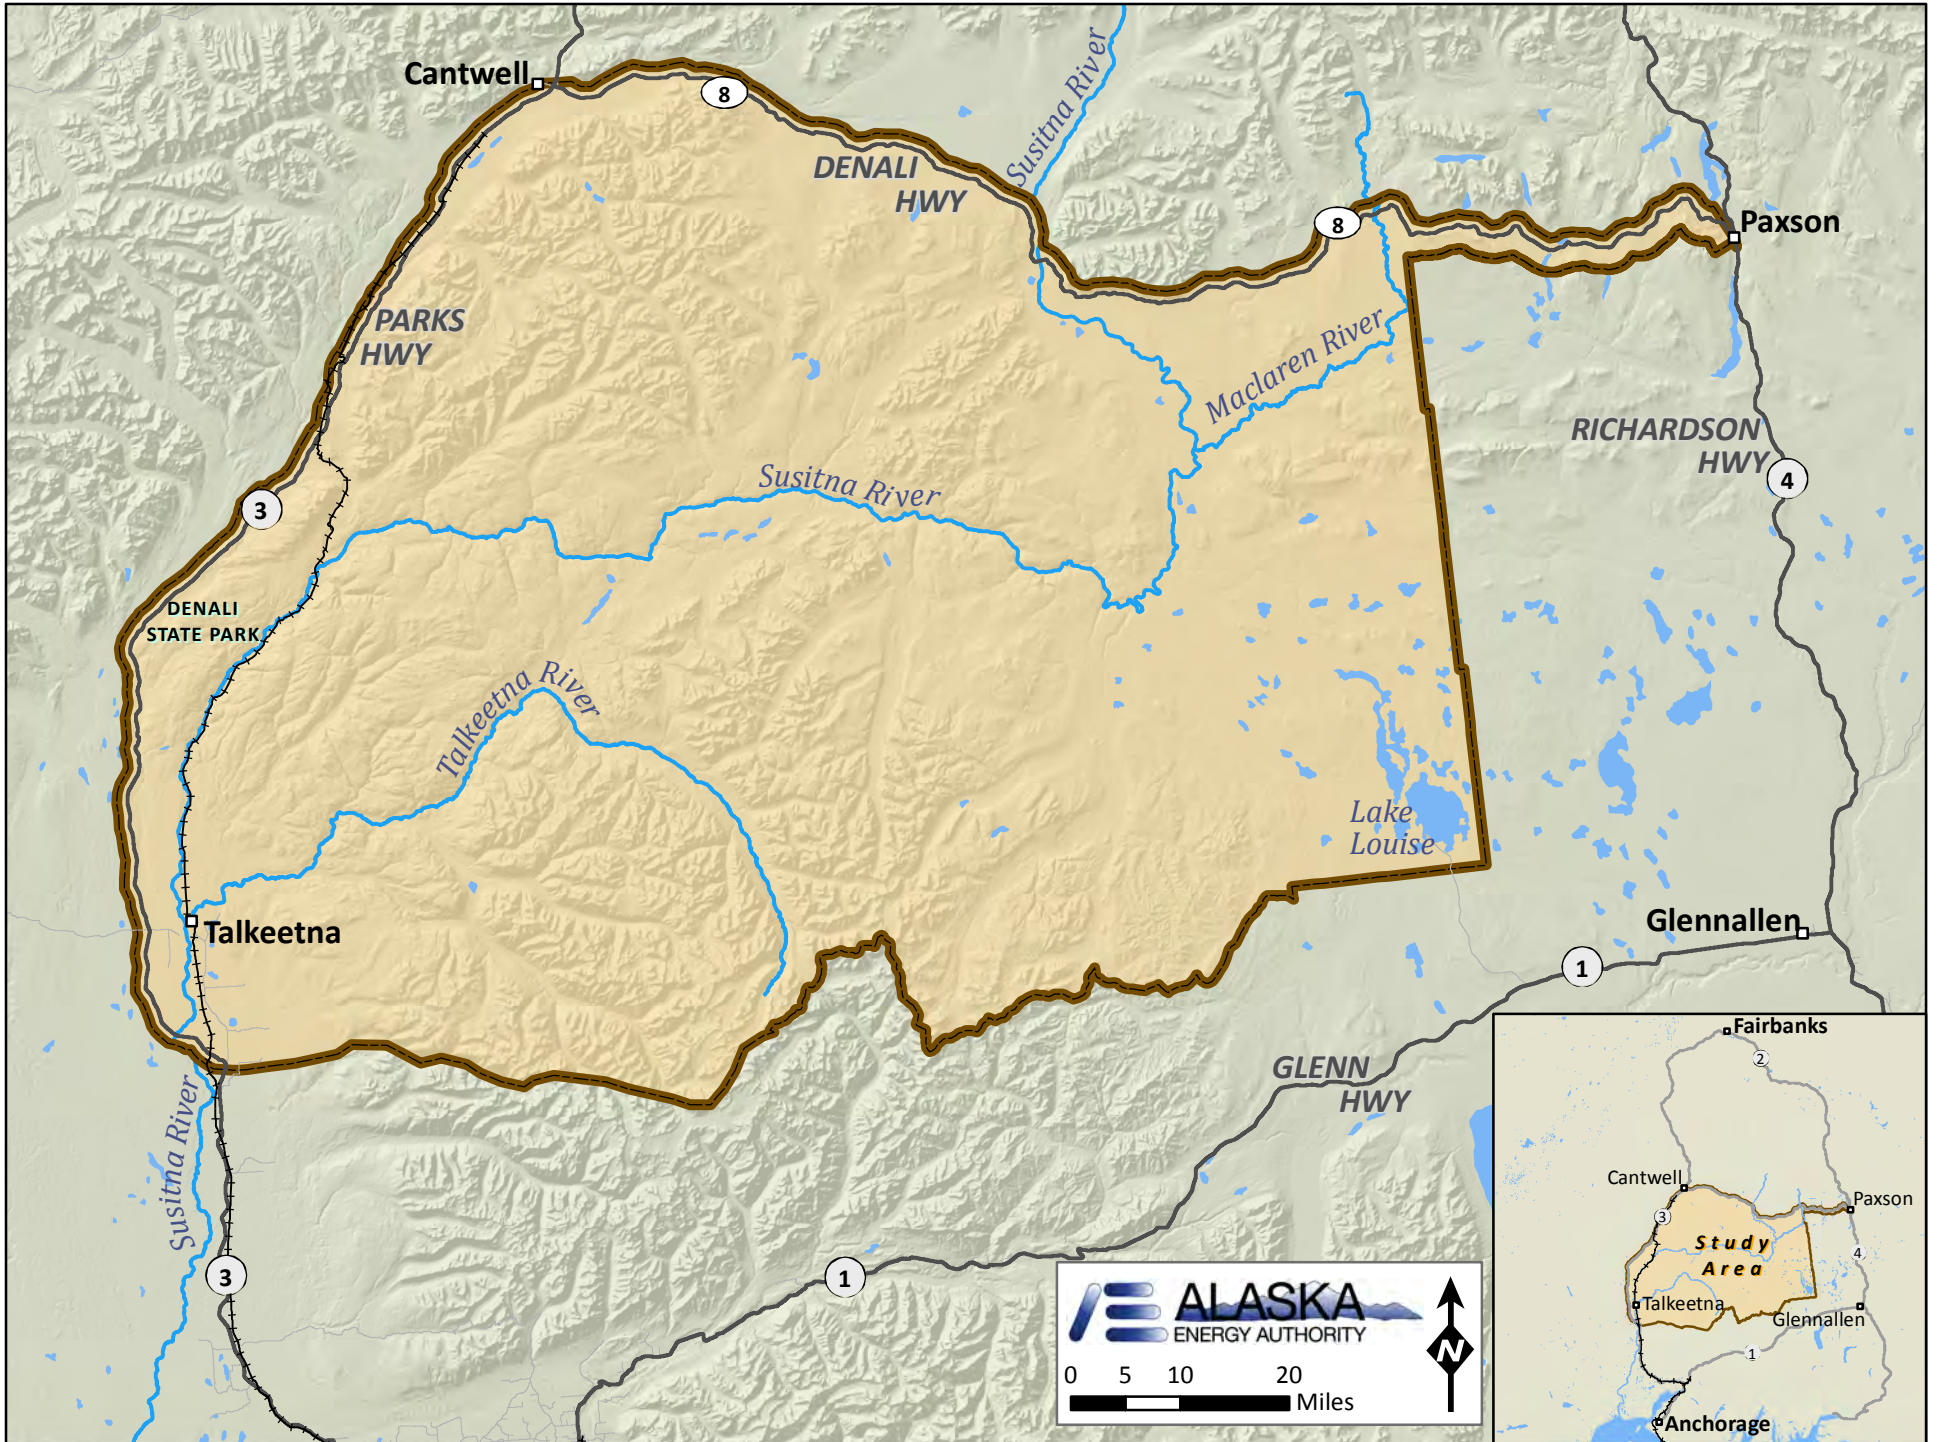 Cantwell
8
Susitna River
DENALI
HWY
8
Paxson
PARKS
HWY
Maclaren River
RICHARDSON
HWY
4
Susitna River
3
DENALI
STATE PARK
Talkeetna River
Lake
Louise
Talkeetna
Glennallen
1
GLENN
HWY
Susitna River
3
1
ALASKA
ENERGY AUTHORITY
0 5 10 20
Miles
N
Fairbanks
2
Cantwell
3
Paxson
Study
Area
4
Talkeetna
Glennallen
1
Anchorage